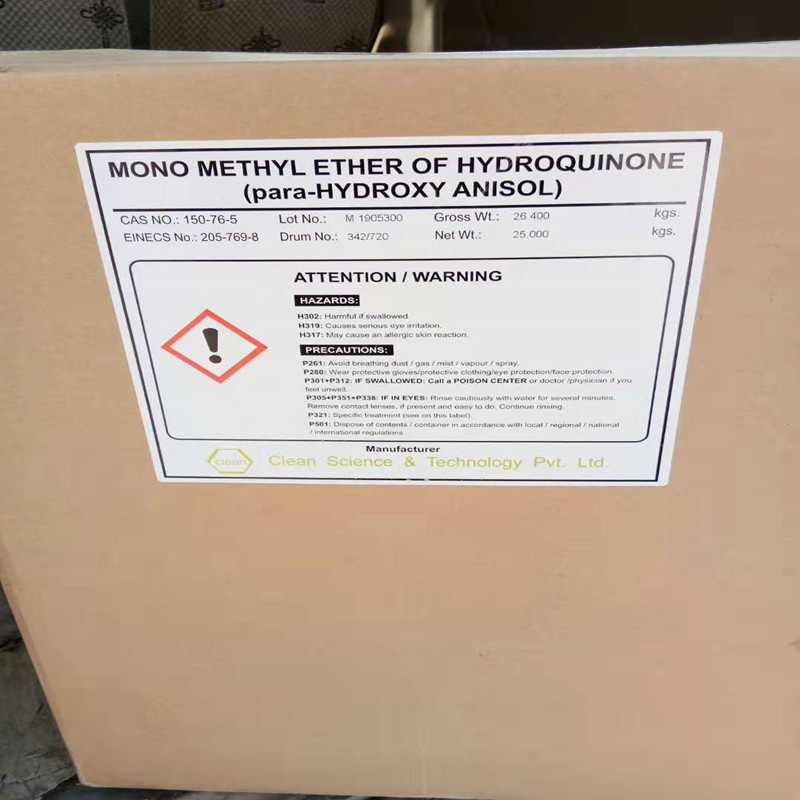 MONO METHYL ETHER OF HYDROQUINONE
(para-HYDROXY ANISOL)
CAS NO.: 150-76-5 Lot No.: M 1905300 Gross Wt.: 26.400 kgs.
EINECS No.: 205-769-8 Drum No.: 342/720 Net Wt.: 25.000 kgs.
ATTENTION / WARNING
HAZARDS:
H302: Harmful if swallowed.
H319: Causes serious eye irritation.
H317: May cause an allergic skin reaction.
PRECAUTIONS:
P261: Avoid breathing dust / gas / mist / vapour / spray.
P280: Wear protective gloves/protective clothing/eye protection/face protection.
P301+P312: IF SWALLOWED: Call a POISON CENTER or doctor /physician if you
feel unwell.
P305+P351+P338: IF IN EYES: Rinse cautiously with water for several minutes.
Remove contact lenses, if present and easy to do. Continue rinsing.
P321: Specific treatment (see on this label).
P501: Dispose of contents / container in accordance with local / regional / national
/ international regulations
Manufacturer
clean Clean Science & Technology Pvt. Ltd.